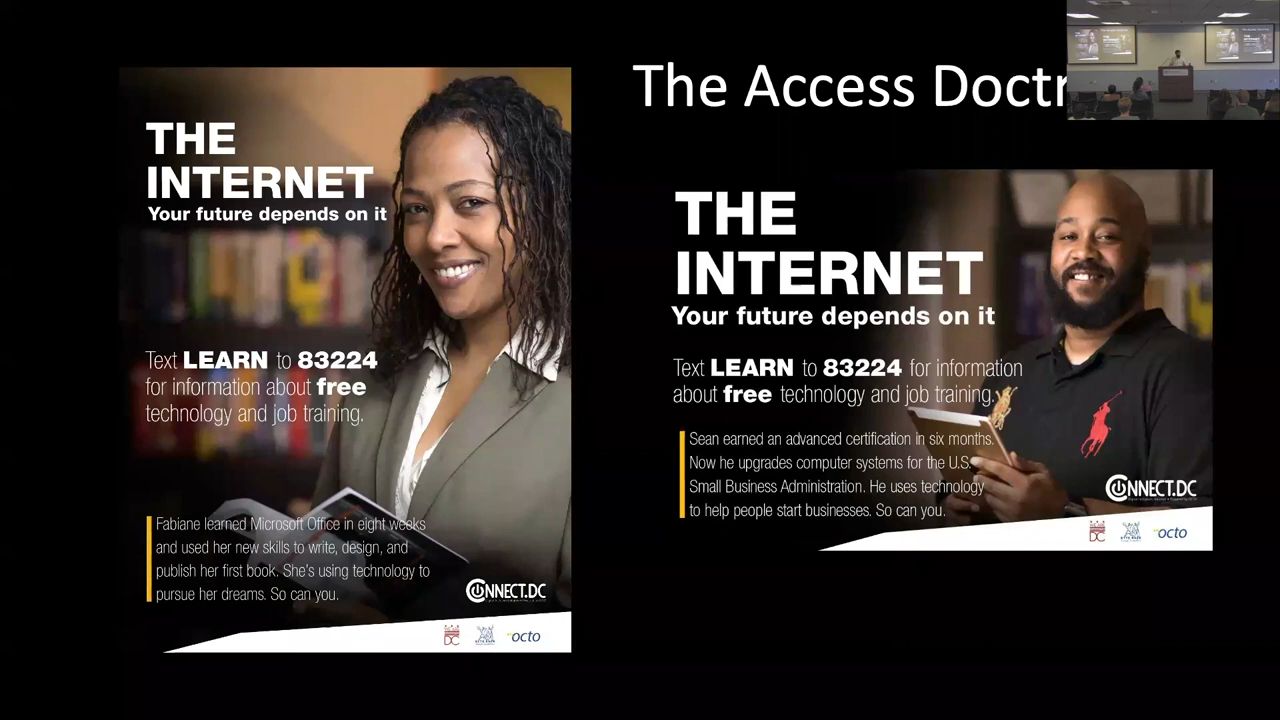 The Access Doctr
THE
INTERNET
Your future depends on it
Text LEARN to 83224
for information about free
technology and job training.
Fabiane learned Microsoft Office in eight weeks
and used her new skills to write, design, and
publish her first book. She's using technology to
pursue her dreams. So can you.
CONNECT.DC
DC
octo
THE
INTERNET
Your future depends on it
Text LEARN to 83224 for information
about free technology and job training.
Sean earned an advanced certification in six months.
Now he upgrades computer systems for the U.S.
Small Business Administration. He uses technology
to help people start businesses. So can you.
CONNECT.DC
DC
octo